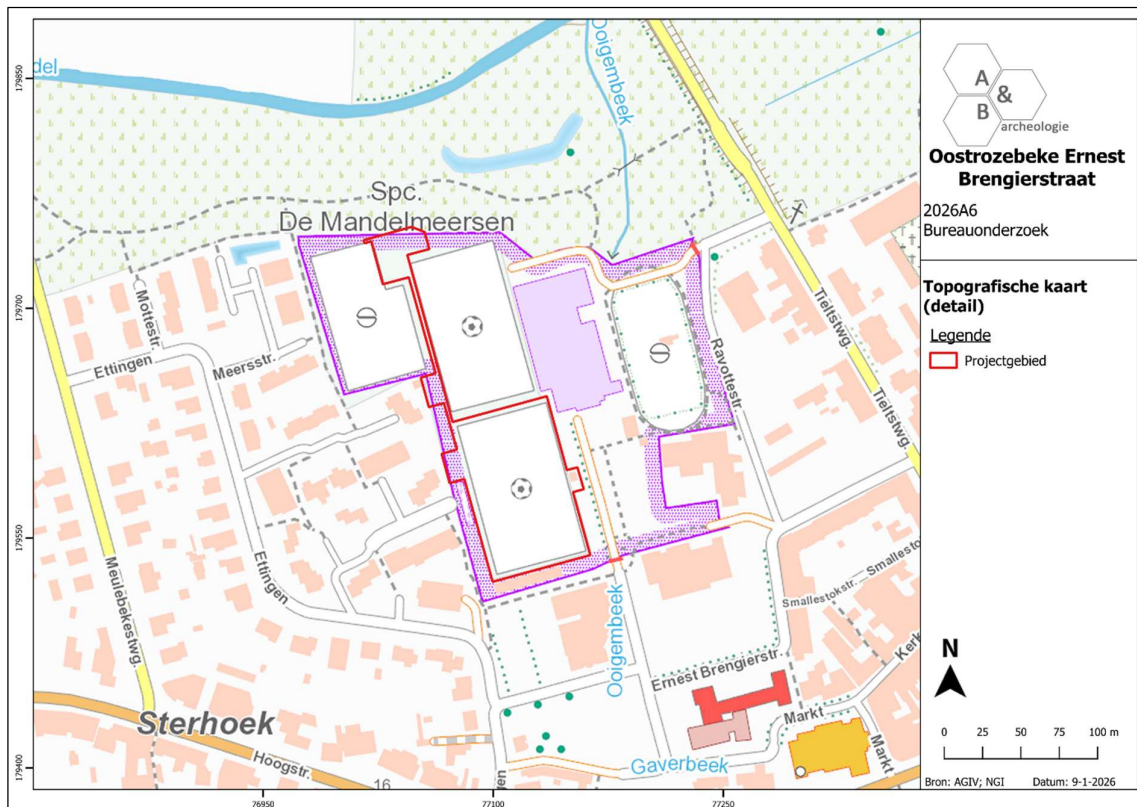 del
Ooigembeek
Spc.
De Mandelmeersen
Mottestr.
Ettingen
Meersstr.
Tieltstwg.
Tieltstwg.
Ravottestr
Meulebekestwg.
Ettingen
Ooigembeek
Smallestokstr.
Smallesto
Kerk
Ernest Brengierstr.
Markt
Markt
Sterhoek
Hoogstr.
16
Gaverbeek
179850
179700
179550
179400
76950
77100
77250
A
&
B
archeologie
Oostrozebeke Ernest
Brengierstraat
2026A6
Bureauonderzoek
Topografische kaart
(detail)
Legende
Projectgebied
N
0 25 50 75 100 m
Bron: AGIV; NGI Datum: 9-1-2026